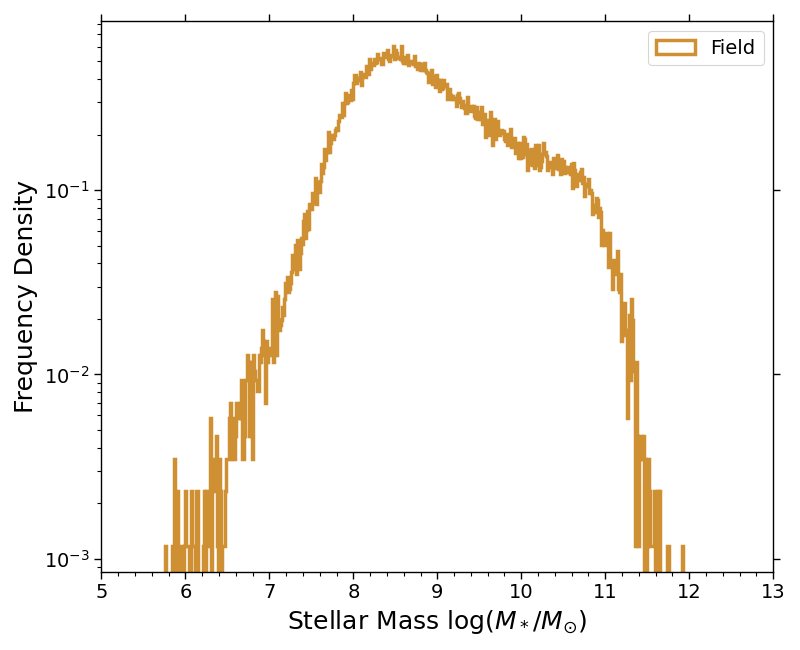 Field
Frequency Density
10⁻¹
10⁻²
10⁻³
5 6 7 8 9 10 11 12 13
Stellar Mass log(M*/M⊙)